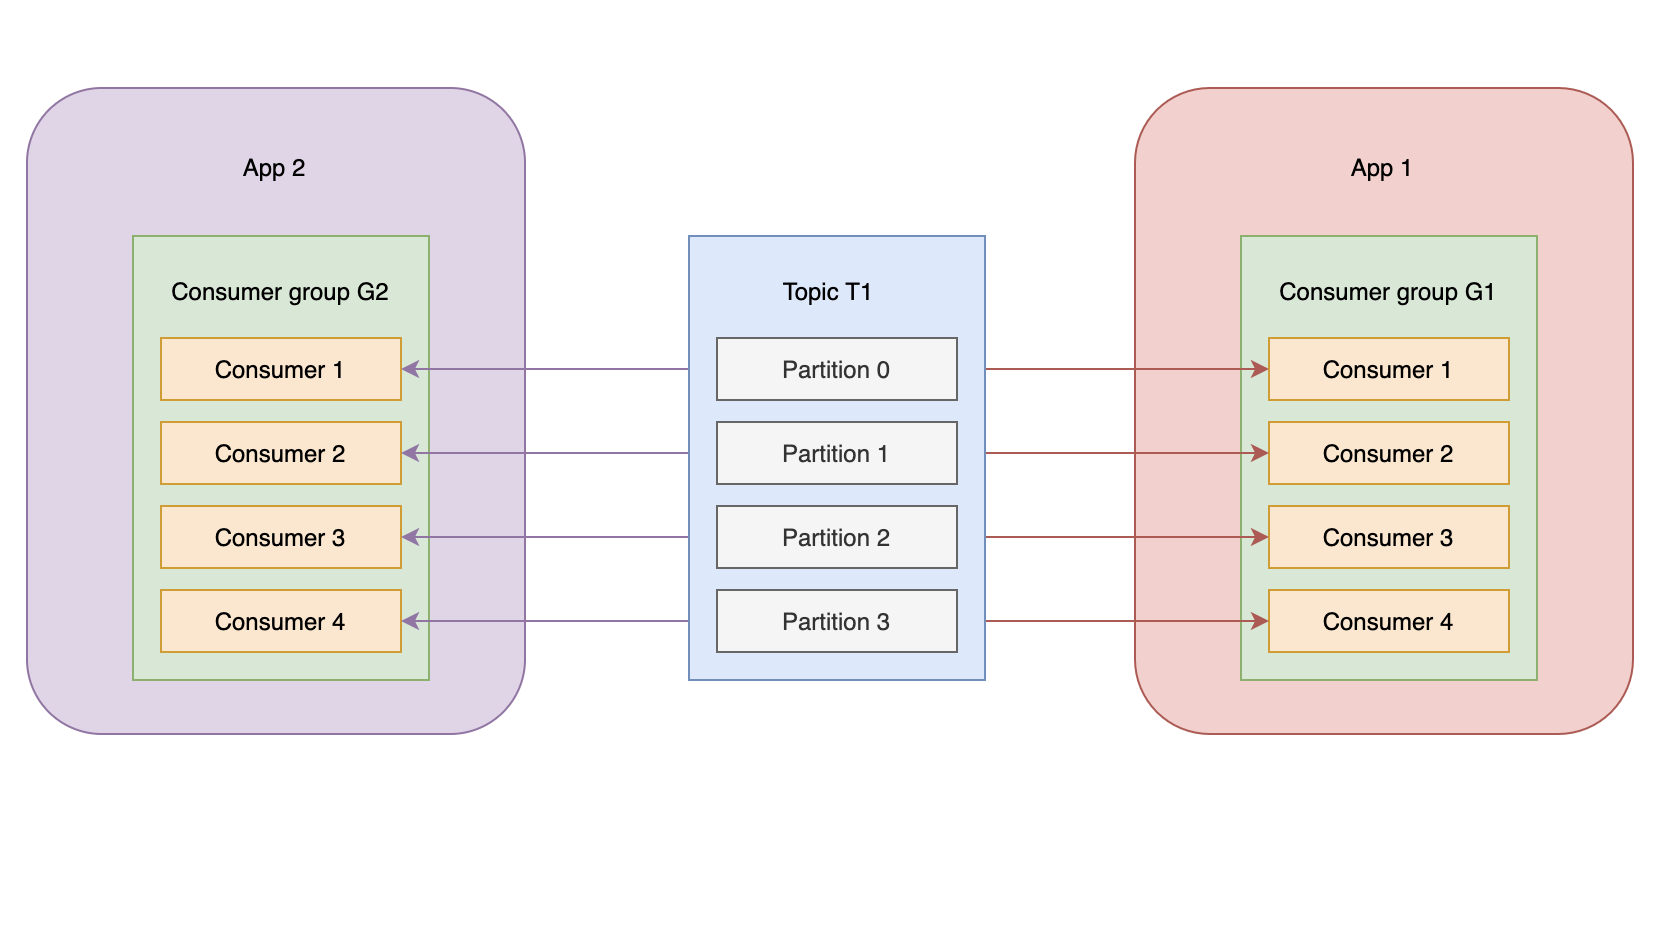 App 2
Consumer group G2
Consumer 1
Consumer 2
Consumer 3
Consumer 4
Topic T1
Partition 0
Partition 1
Partition 2
Partition 3
App 1
Consumer group G1
Consumer 1
Consumer 2
Consumer 3
Consumer 4